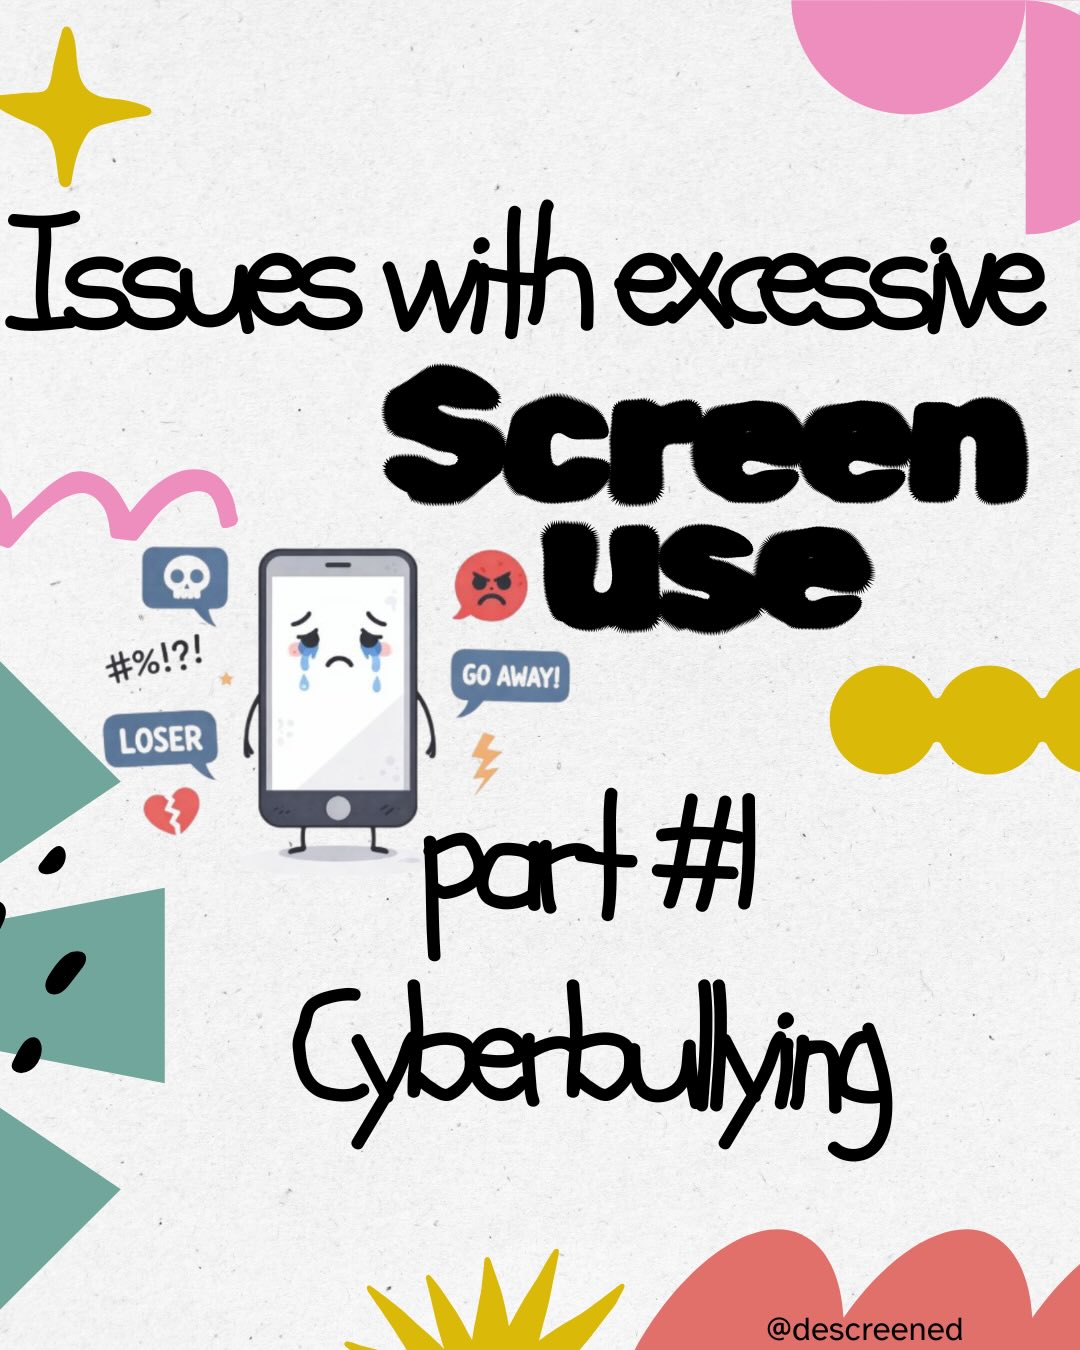 Issues with excessive
Screen
use
#%!?!
LOSER
GO AWAY!
part #1
Cyberbullying
@descreened